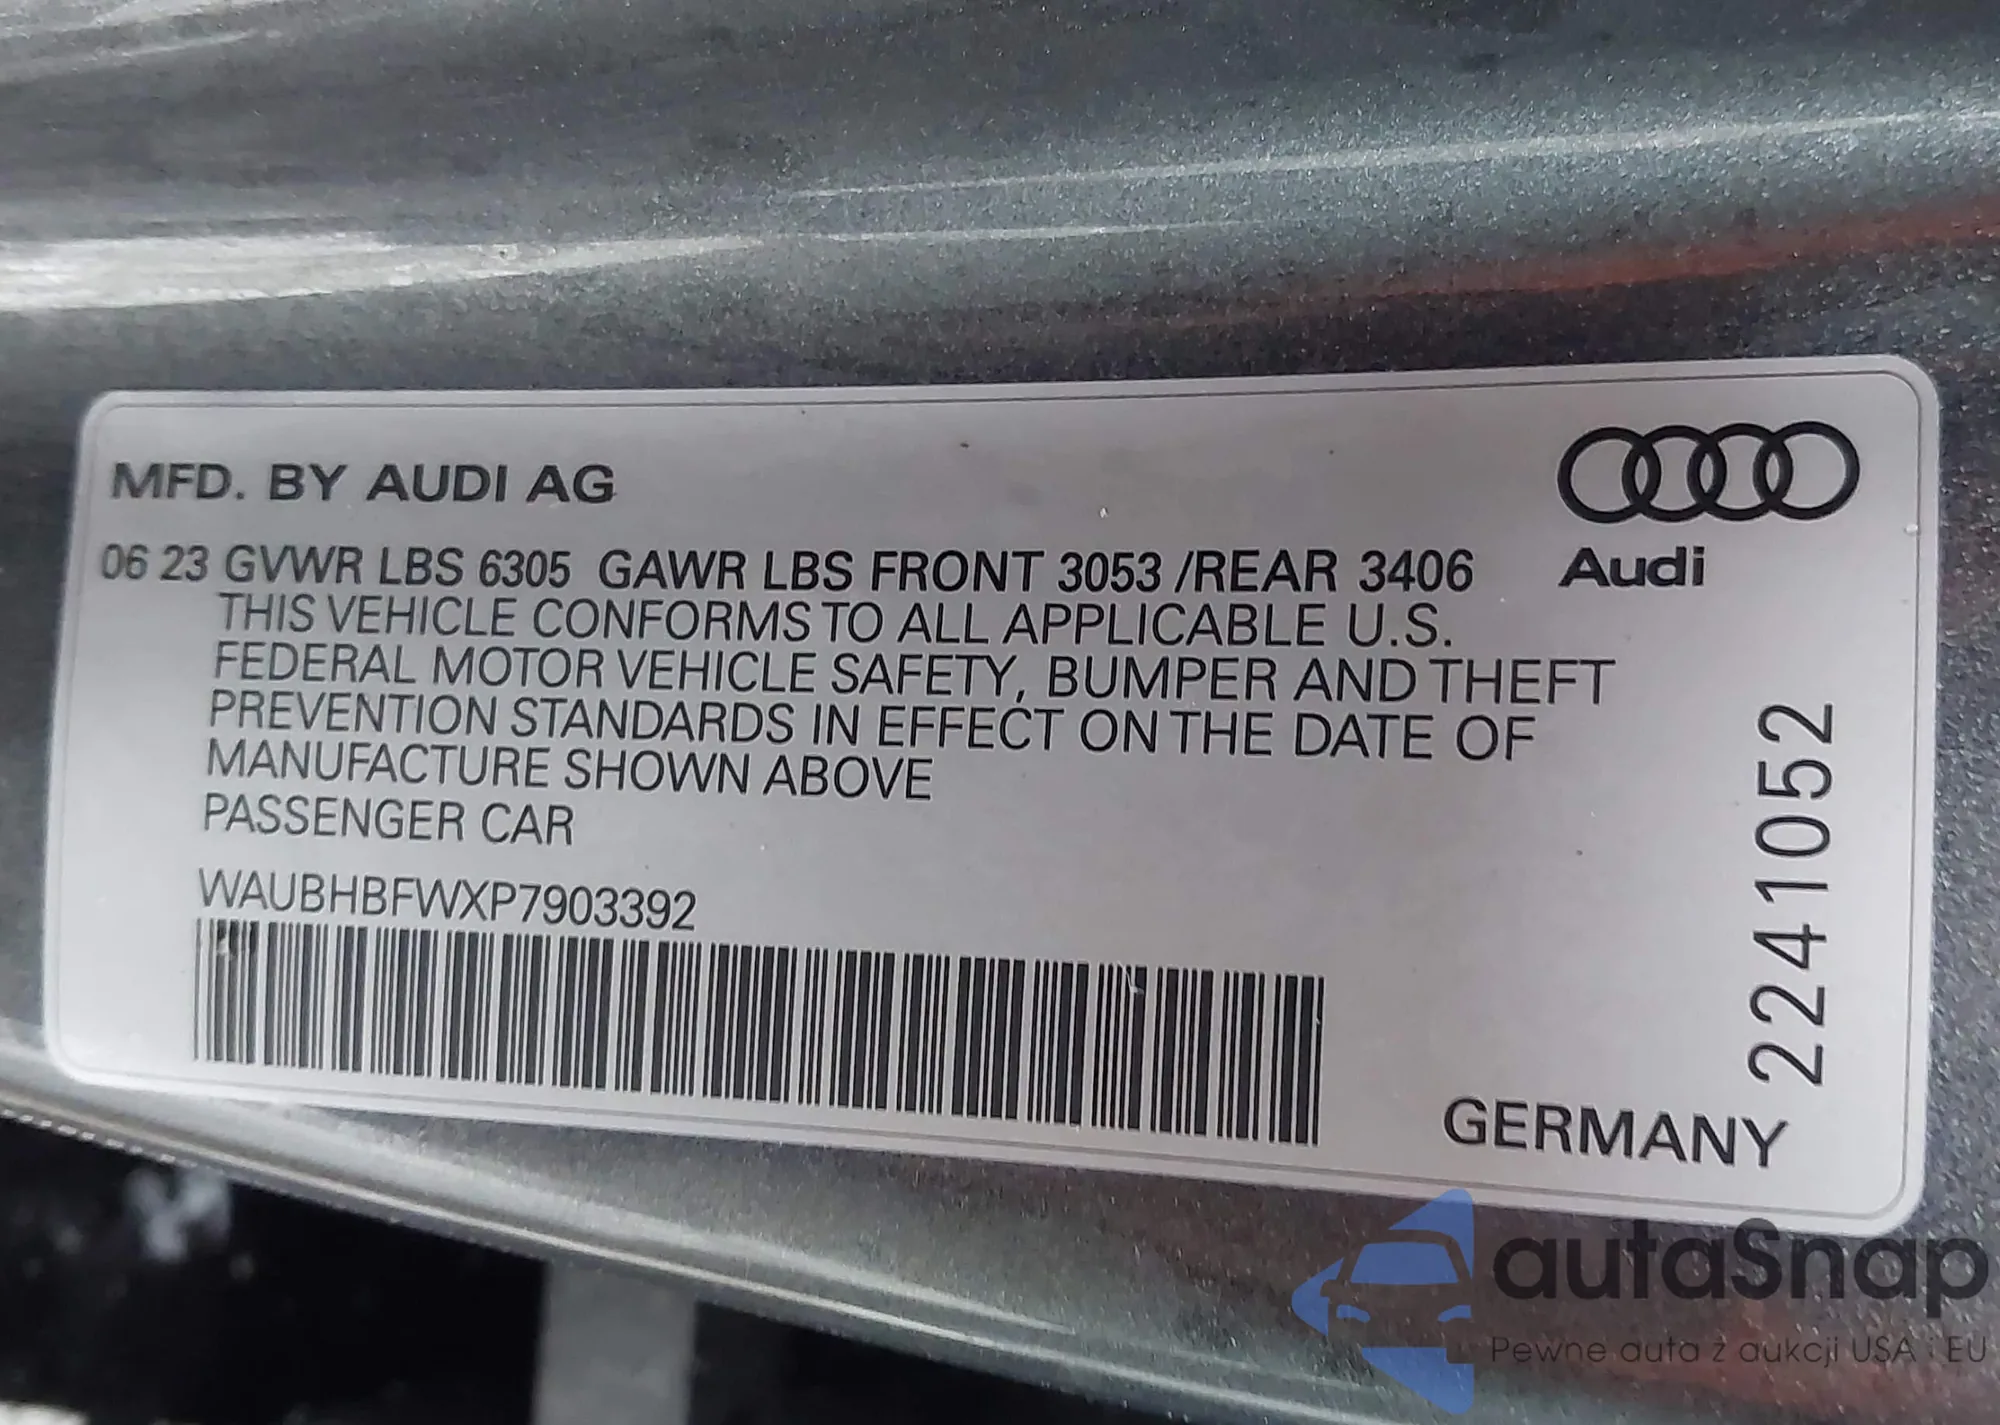 MFD. BY AUDI AG
06 23 GVWR LBS 6305 GAWR LBS FRONT 3053 /REAR 3406
THIS VEHICLE CONFORMS TO ALL APPLICABLE U.S.
FEDERAL MOTOR VEHICLE SAFETY, BUMPER AND THEFT
PREVENTION STANDARDS IN EFFECT ON THE DATE OF
MANUFACTURE SHOWN ABOVE
PASSENGER CAR
WAUBHBFWXP7903392
Audi
2241052
GERMANY
autaSnap
Pewne auta z aukcji USA i EU